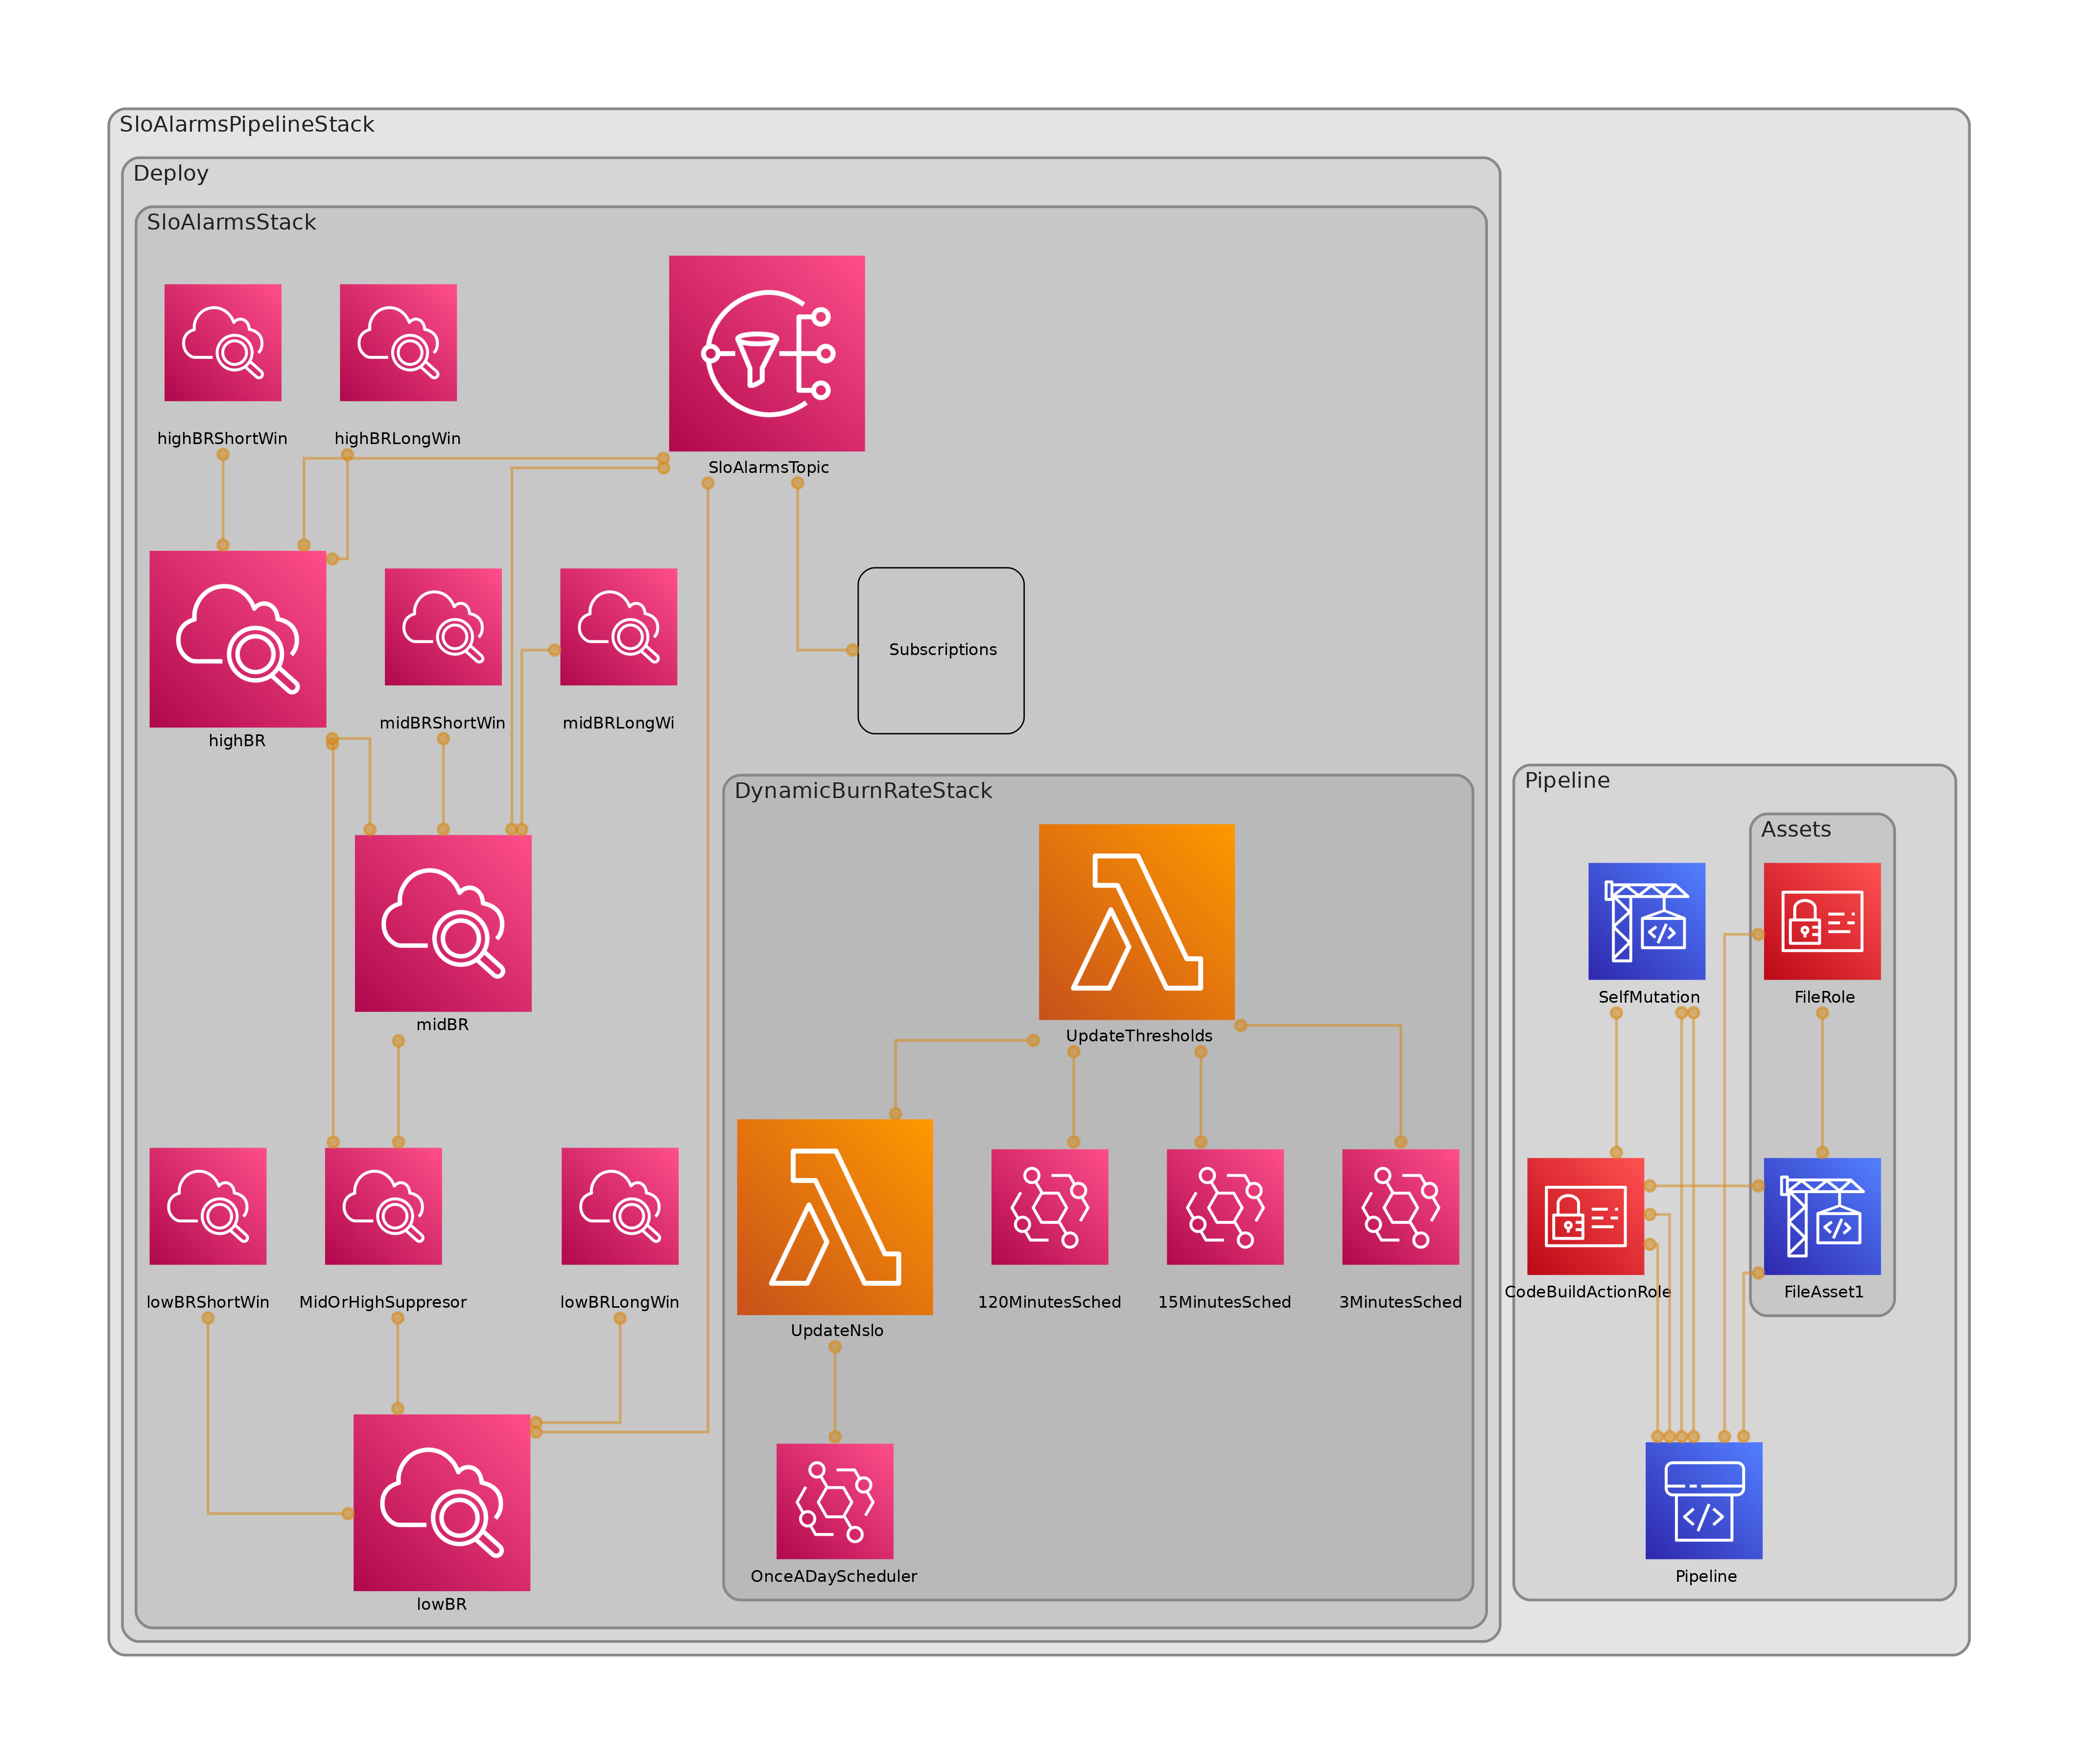 SloAlarmsPipelineStack
Deploy
SloAlarmsStack
highBRShortWin
highBRLongWin
SloAlarmsTopic
Subscriptions
highBR
midBRShortWin
midBRLongWi
DynamicBurnRateStack
Pipeline
Assets
SelfMutation
FileRole
midBR
UpdateThresholds
lowBRShortWin
MidOrHighSuppresor
lowBRLongWin
UpdateNslo
120MinutesSched
15MinutesSched
3MinutesSched
CodeBuildActionRole
FileAsset1
OnceADayScheduler
Pipeline
lowBR